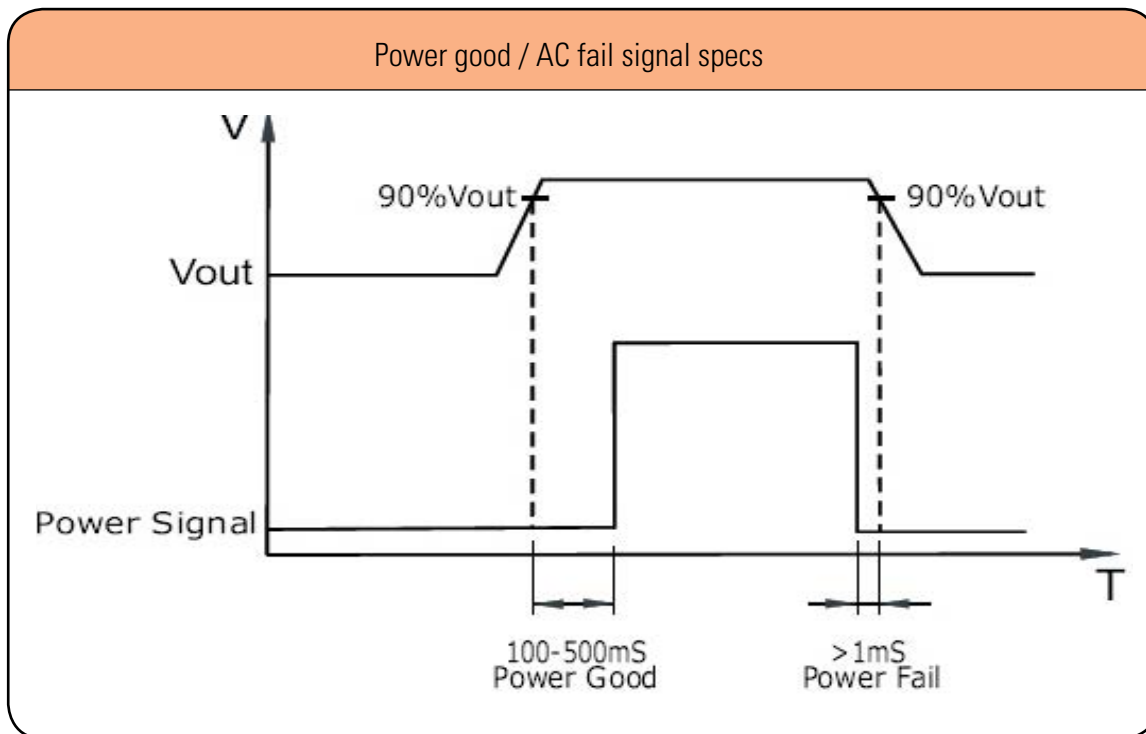 Power good / AC fail signal specs
V
90%Vout
90%Vout
Vout
Power Signal
T
100-500mS
Power Good
>1mS
Power Fail